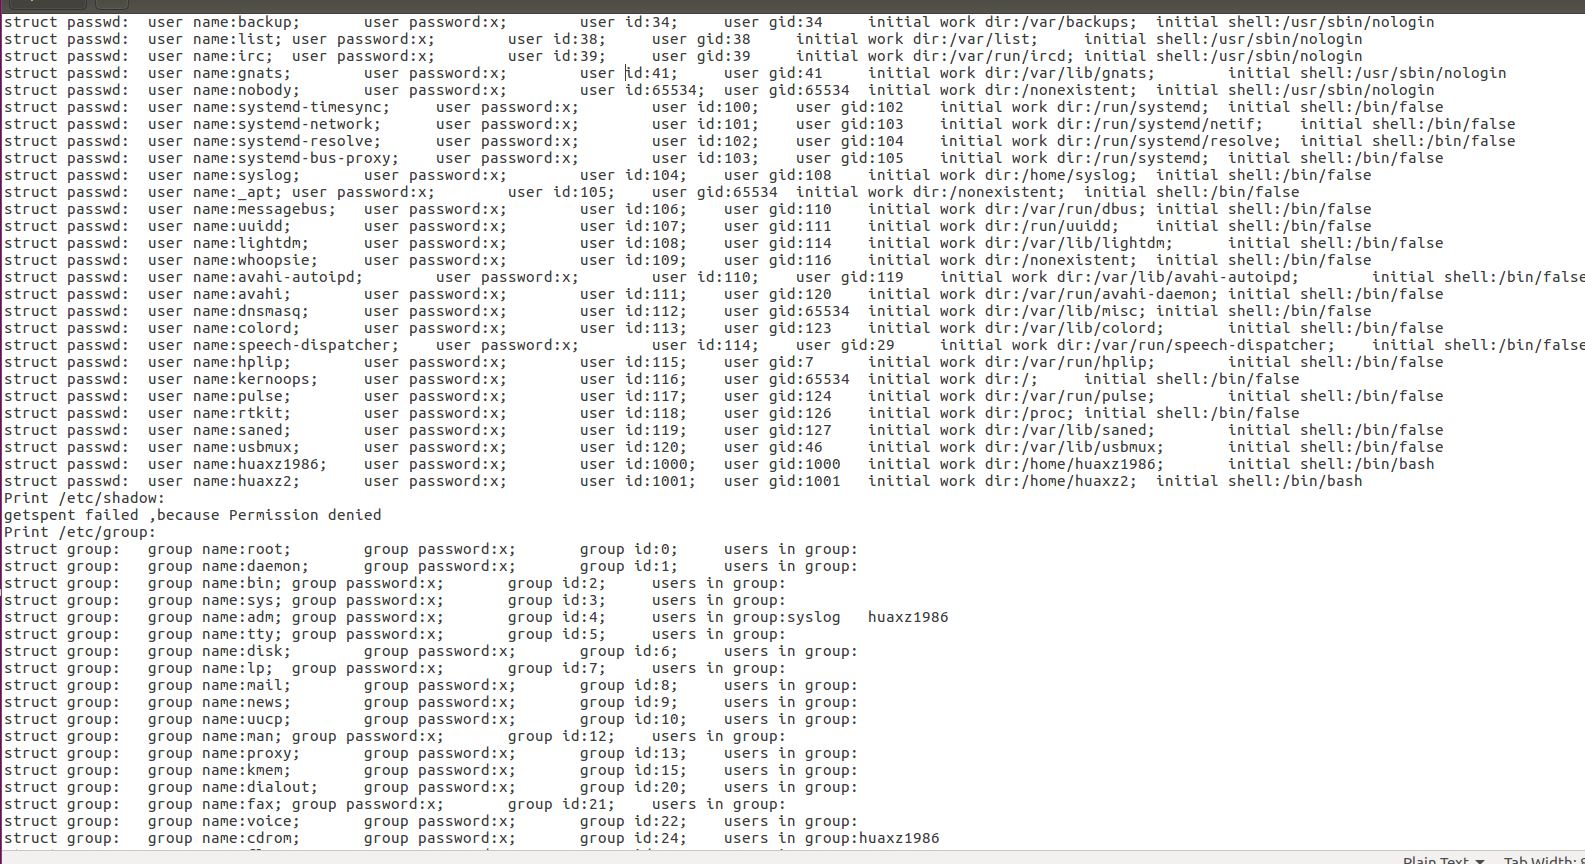 struct passwd: user name:backup; user password:x; user id:34; user gid:34 initial work dir:/var/backups; initial shell:/usr/sbin/nologin
struct passwd: user name:list; user password:x; user id:38; user gid:38 initial work dir:/var/list; initial shell:/usr/sbin/nologin
struct passwd: user name:irc; user password:x; user id:39; user gid:39 initial work dir:/var/run/ircd; initial shell:/usr/sbin/nologin
struct passwd: user name:gnats; user password:x; user id:41; user gid:41 initial work dir:/var/lib/gnats; initial shell:/usr/sbin/nologin
struct passwd: user name:nobody; user password:x; user id:65534; user gid:65534 initial work dir:/nonexistent; initial shell:/usr/sbin/nologin
struct passwd: user name:systemd-timesync; user password:x; user id:100; user gid:102 initial work dir:/run/systemd; initial shell:/bin/false
struct passwd: user name:systemd-network; user password:x; user id:101; user gid:103 initial work dir:/run/systemd/netif; initial shell:/bin/false
struct passwd: user name:systemd-resolve; user password:x; user id:102; user gid:104 initial work dir:/run/systemd/resolve; initial shell:/bin/false
struct passwd: user name:systemd-bus-proxy; user password:x; user id:103; user gid:105 initial work dir:/run/systemd; initial shell:/bin/false
struct passwd: user name:syslog; user password:x; user id:104; user gid:108 initial work dir:/home/syslog; initial shell:/bin/false
struct passwd: user name:_apt; user password:x; user id:105; user gid:65534 initial work dir:/nonexistent; initial shell:/bin/false
struct passwd: user name:messagebus; user password:x; user id:106; user gid:110 initial work dir:/var/run/dbus; initial shell:/bin/false
struct passwd: user name:uuidd; user password:x; user id:107; user gid:111 initial work dir:/run/uuidd; initial shell:/bin/false
struct passwd: user name:lightdm; user password:x; user id:108; user gid:114 initial work dir:/var/lib/lightdm; initial shell:/bin/false
struct passwd: user name:whoopsie; user password:x; user id:109; user gid:116 initial work dir:/nonexistent; initial shell:/bin/false
struct passwd: user name:avahi-autoipd; user password:x; user id:110; user gid:119 initial work dir:/var/lib/avahi-autoipd; initial shell:/bin/false
struct passwd: user name:avahi; user password:x; user id:111; user gid:120 initial work dir:/var/run/avahi-daemon; initial shell:/bin/false
struct passwd: user name:dnsmasq; user password:x; user id:112; user gid:65534 initial work dir:/var/lib/misc; initial shell:/bin/false
struct passwd: user name:colord; user password:x; user id:113; user gid:123 initial work dir:/var/lib/colord; initial shell:/bin/false
struct passwd: user name:speech-dispatcher; user password:x; user id:114; user gid:29 initial work dir:/var/run/speech-dispatcher; initial shell:/bin/false
struct passwd: user name:hplip; user password:x; user id:115; user gid:7 initial work dir:/var/run/hplip; initial shell:/bin/false
struct passwd: user name:kernoops; user password:x; user id:116; user gid:65534 initial work dir:/; initial shell:/bin/false
struct passwd: user name:pulse; user password:x; user id:117; user gid:124 initial work dir:/var/run/pulse; initial shell:/bin/false
struct passwd: user name:rtkit; user password:x; user id:118; user gid:126 initial work dir:/proc; initial shell:/bin/false
struct passwd: user name:saned; user password:x; user id:119; user gid:127 initial work dir:/var/lib/saned; initial shell:/bin/false
struct passwd: user name:usbmux; user password:x; user id:120; user gid:46 initial work dir:/var/lib/usbmux; initial shell:/bin/false
struct passwd: user name:huaxz1986; user password:x; user id:1000; user gid:1000 initial work dir:/home/huaxz1986; initial shell:/bin/bash
struct passwd: user name:huaxz2; user password:x; user id:1001; user gid:1001 initial work dir:/home/huaxz2; initial shell:/bin/bash
Print /etc/shadow:
getspent failed ,because Permission denied
Print /etc/group:
struct group: group name:root; group password:x; group id:0; users in group:
struct group: group name:daemon; group password:x; group id:1; users in group:
struct group: group name:bin; group password:x; group id:2; users in group:
struct group: group name:sys; group password:x; group id:3; users in group:
struct group: group name:adm; group password:x; group id:4; users in group:syslog huaxz1986
struct group: group name:tty; group password:x; group id:5; users in group:
struct group: group name:disk; group password:x; group id:6; users in group:
struct group: group name:lp; group password:x; group id:7; users in group:
struct group: group name:mail; group password:x; group id:8; users in group:
struct group: group name:news; group password:x; group id:9; users in group:
struct group: group name:uucp; group password:x; group id:10; users in group:
struct group: group name:man; group password:x; group id:12; users in group:
struct group: group name:proxy; group password:x; group id:13; users in group:
struct group: group name:kmem; group password:x; group id:15; users in group:
struct group: group name:dialout; group password:x; group id:20; users in group:
struct group: group name:fax; group password:x; group id:21; users in group:
struct group: group name:voice; group password:x; group id:22; users in group:
struct group: group name:cdrom; group password:x; group id:24; users in group:huaxz1986
Plain Text Tab Width: